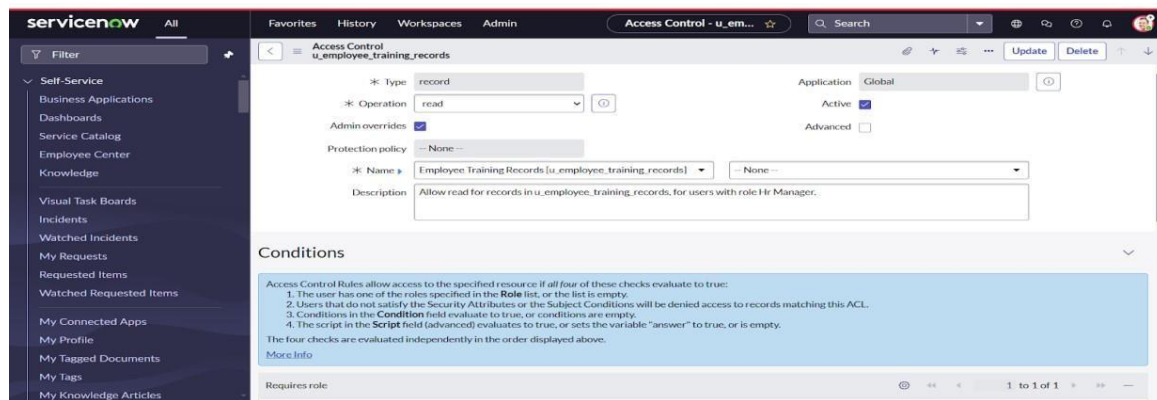 servicenow All Favorites History Workspaces Admin Access Control - u_em... Search
Filter
Access Control
u_employee_training_records
Update Delete
Self-Service
Business Applications
Dashboards
Service Catalog
Employee Center
Knowledge
Visual Task Boards
Incidents
Watched Incidents
My Requests
Requested Items
Watched Requested Items
My Connected Apps
My Profile
My Tagged Documents
My Tags
My Knowledge Articles
Type record
Application Global
Operation read
Active
Admin overrides
Advanced
Protection policy -- None --
Name Employee Training Records [u_employee_training_records] -- None --
Description Allow read for records in u_employee_training_records, for users with role Hr Manager.
Conditions
Access Control Rules allow access to the specified resource if all four of these checks evaluate to true:
1. The user has one of the roles specified in the Role list, or the list is empty.
2. Users that do not satisfy the Security Attributes or the Subject Conditions will be denied access to records matching this ACL.
3. Conditions in the Condition field evaluate to true, or conditions are empty.
4. The script in the Script field (advanced) evaluates to true, or sets the variable "answer" to true, or is empty.
The four checks are evaluated independently in the order displayed above.
More Info
Requires role 1 to 1 of 1